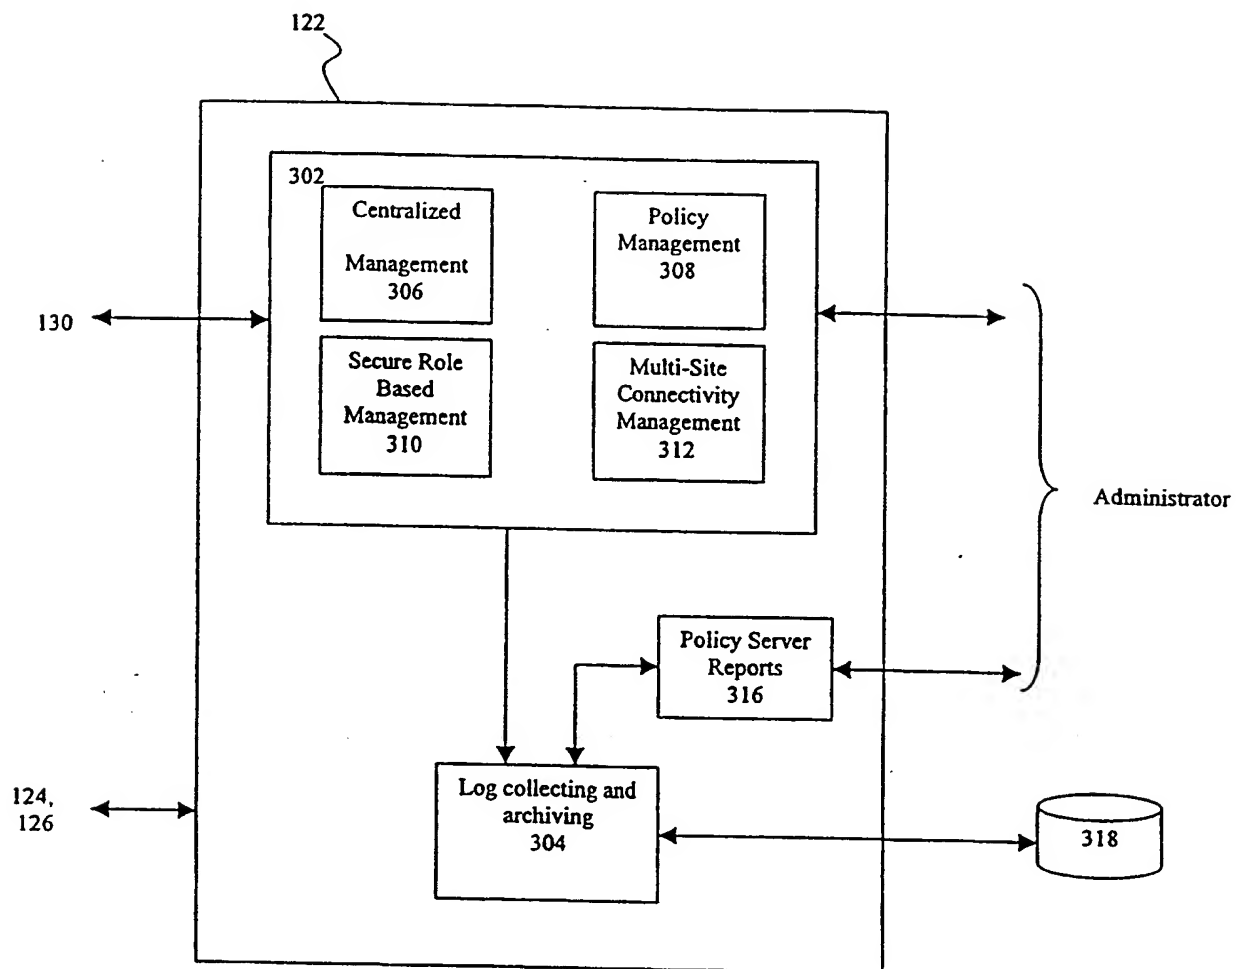 122
302
Centralized
Management
306
Policy
Management
308
130
Secure Role
Based
Management
310
Multi-Site
Connectivity
Management
312
Administrator
Policy Server
Reports
316
124,
126
Log collecting and
archiving
304
318